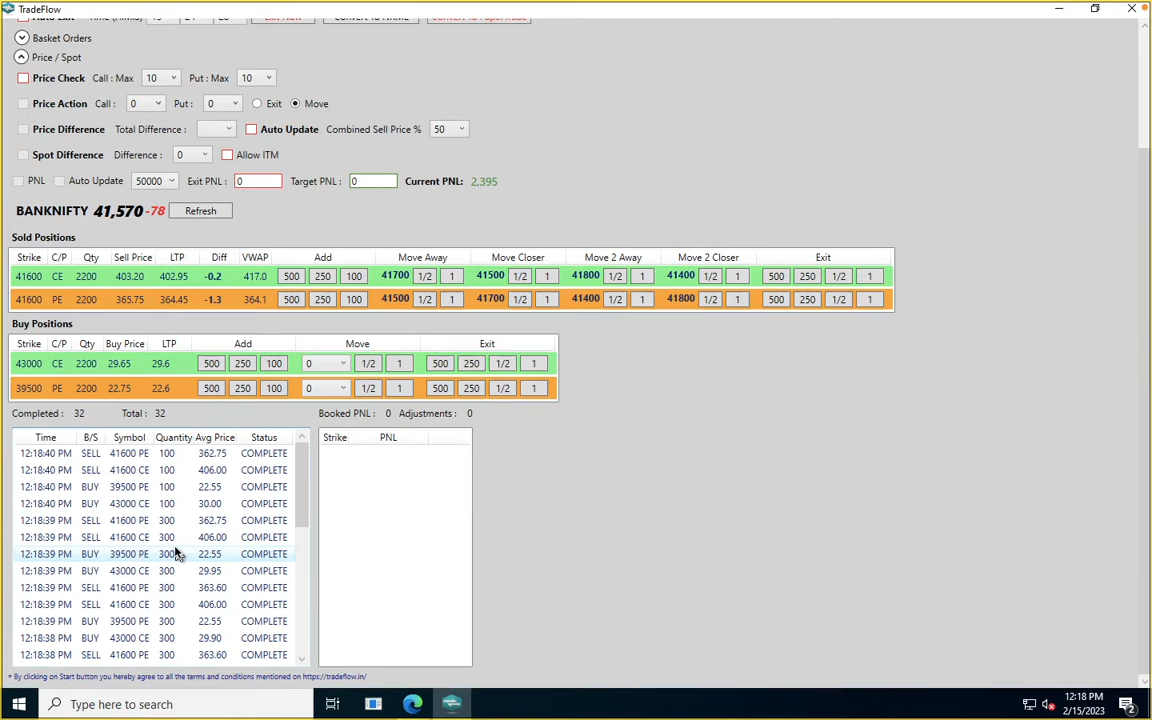 TradeFlow
Basket Orders
Price / Spot
Price Check Call : Max 10 Put : Max 10
Price Action Call : 0 Put : 0 Exit Move
Price Difference Total Difference : Auto Update Combined Sell Price % 50
Spot Difference Difference : 0 Allow ITM
PNL Auto Update 50000 Exit PNL : 0 Target PNL : 0 Current PNL: 2,395
BANKNIFTY 41,570 -78 Refresh
Sold Positions
Strike C/P Qty Sell Price LTP Diff VWAP Add Move Away Move Closer Move 2 Away Move 2 Closer Exit
41600 CE 2200 403.20 402.95 -0.2 417.0 500 250 100 41700 1/2 1 41500 1/2 1 41800 1/2 1 41400 1/2 1 500 250 1/2 1
41600 PE 2200 365.75 364.45 -1.3 364.1 500 250 100 41500 1/2 1 41700 1/2 1 41400 1/2 1 41800 1/2 1 500 250 1/2 1
Buy Positions
Strike C/P Qty Buy Price LTP Add Move Exit
43000 CE 2200 29.65 29.6 500 250 100 0 1/2 1 500 250 1/2 1
39500 PE 2200 22.75 22.6 500 250 100 0 1/2 1 500 250 1/2 1
Completed : 32 Total : 32 Booked PNL : 0 Adjustments : 0
Time B/S Symbol Quantity Avg Price Status Strike PNL
12:18:40 PM SELL 41600 PE 100 362.75 COMPLETE
12:18:40 PM SELL 41600 CE 100 406.00 COMPLETE
12:18:40 PM BUY 39500 PE 100 22.55 COMPLETE
12:18:40 PM BUY 43000 CE 100 30.00 COMPLETE
12:18:39 PM SELL 41600 PE 300 362.75 COMPLETE
12:18:39 PM SELL 41600 CE 300 406.00 COMPLETE
12:18:39 PM BUY 39500 PE 300 22.55 COMPLETE
12:18:39 PM BUY 43000 CE 300 29.95 COMPLETE
12:18:39 PM SELL 41600 PE 300 363.60 COMPLETE
12:18:39 PM SELL 41600 CE 300 406.00 COMPLETE
12:18:39 PM BUY 39500 PE 300 22.55 COMPLETE
12:18:38 PM BUY 43000 CE 300 29.90 COMPLETE
12:18:38 PM SELL 41600 PE 300 363.60 COMPLETE
* By clicking on Start button you hereby agree to all the terms and conditions mentioned on https://tradeflow.in/
Type here to search
12:18 PM
2/15/2023
2